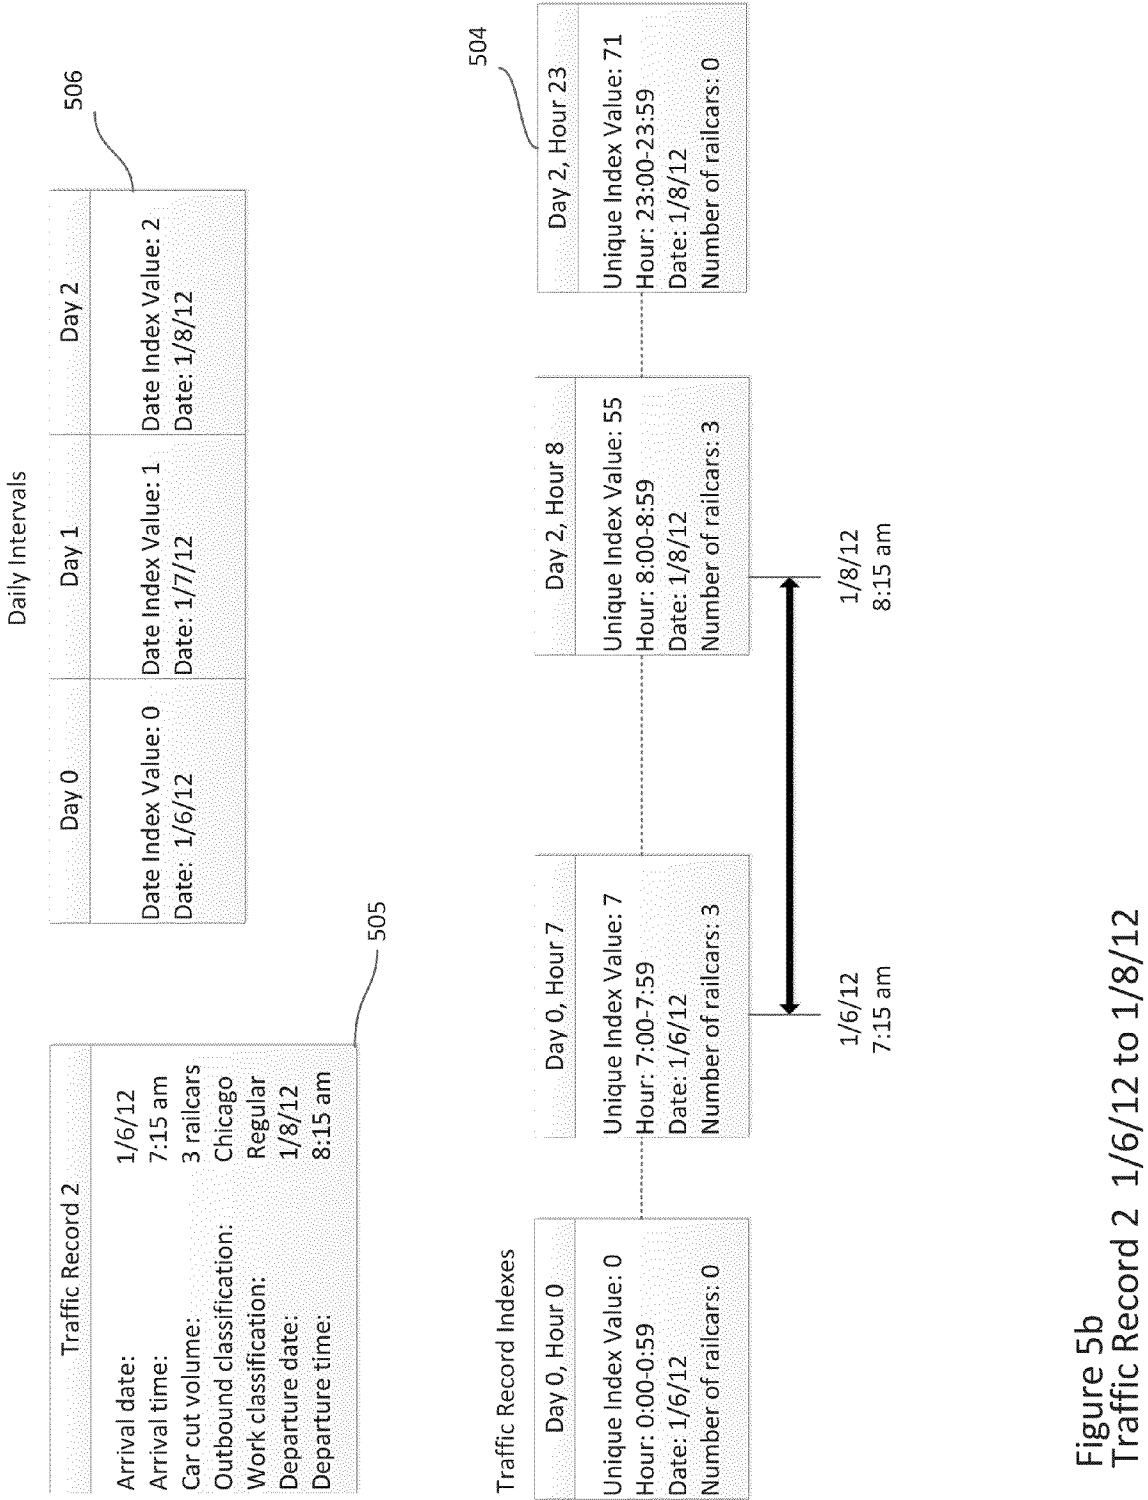 Daily Intervals
Traffic Record 2
Arrival date: 1/6/12
Arrival time: 7:15 am
Car cut volume: 3 railcars
Outbound classification: Chicago
Work classification: Regular
Departure date: 1/8/12
Departure time: 8:15 am
505
Day 0
Date Index Value: 0
Date: 1/6/12
Day 1
Date Index Value: 1
Date: 1/7/12
Day 2
Date Index Value: 2
Date: 1/8/12
506
Traffic Record Indexes
Day 0, Hour 0
Unique Index Value: 0
Hour: 0:00-0:59
Date: 1/6/12
Number of railcars: 0
Day 0, Hour 7
Unique Index Value: 7
Hour: 7:00-7:59
Date: 1/6/12
Number of railcars: 3
Day 2, Hour 8
Unique Index Value: 55
Hour: 8:00-8:59
Date: 1/8/12
Number of railcars: 3
Day 2, Hour 23
Unique Index Value: 71
Hour: 23:00-23:59
Date: 1/8/12
Number of railcars: 0
504
1/6/12
7:15 am
1/8/12
8:15 am
Figure 5b
Traffic Record 2 1/6/12 to 1/8/12